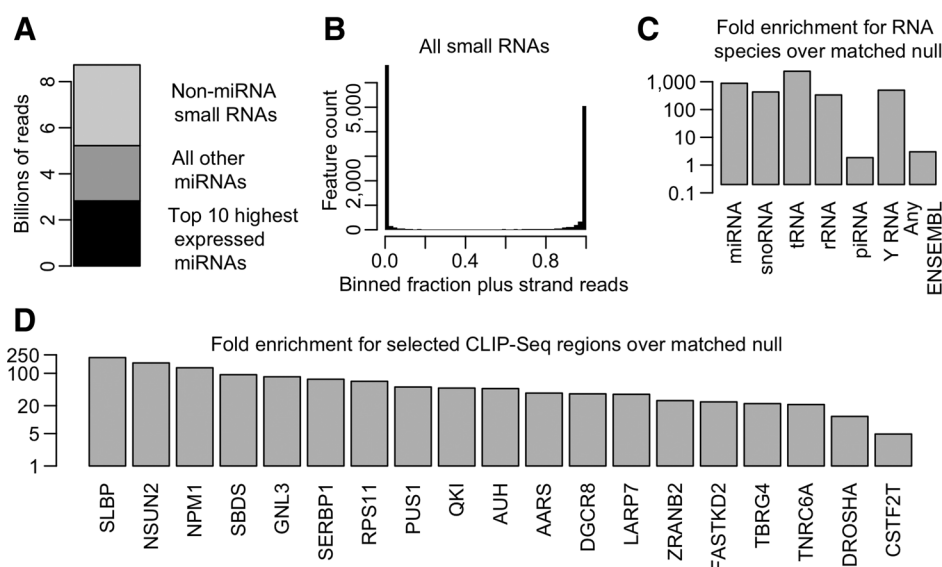 A
Billions of reads
8
6
4
2
0
Non-miRNA
small RNAs
All other
miRNAs
Top 10 highest
expressed
miRNAs
B
All small RNAs
Feature count
5,000
2,000
0
0.0 0.4 0.8
Binned fraction plus strand reads
C
Fold enrichment for RNA
species over matched null
1,000
100
10
1
0.1
miRNA
snoRNA
tRNA
rRNA
piRNA
Y RNA
Any
ENSEMBL
D
Fold enrichment for selected CLIP-Seq regions over matched null
250
100
20
5
1
SLBP
NSUN2
NPM1
SBDS
GNL3
SERBP1
RPS11
PUS1
QKI
AUH
AARS
DGCR8
LARP7
ZRANB2
FASTKD2
TBRG4
TNRC6A
DROSHA
CSTF2T